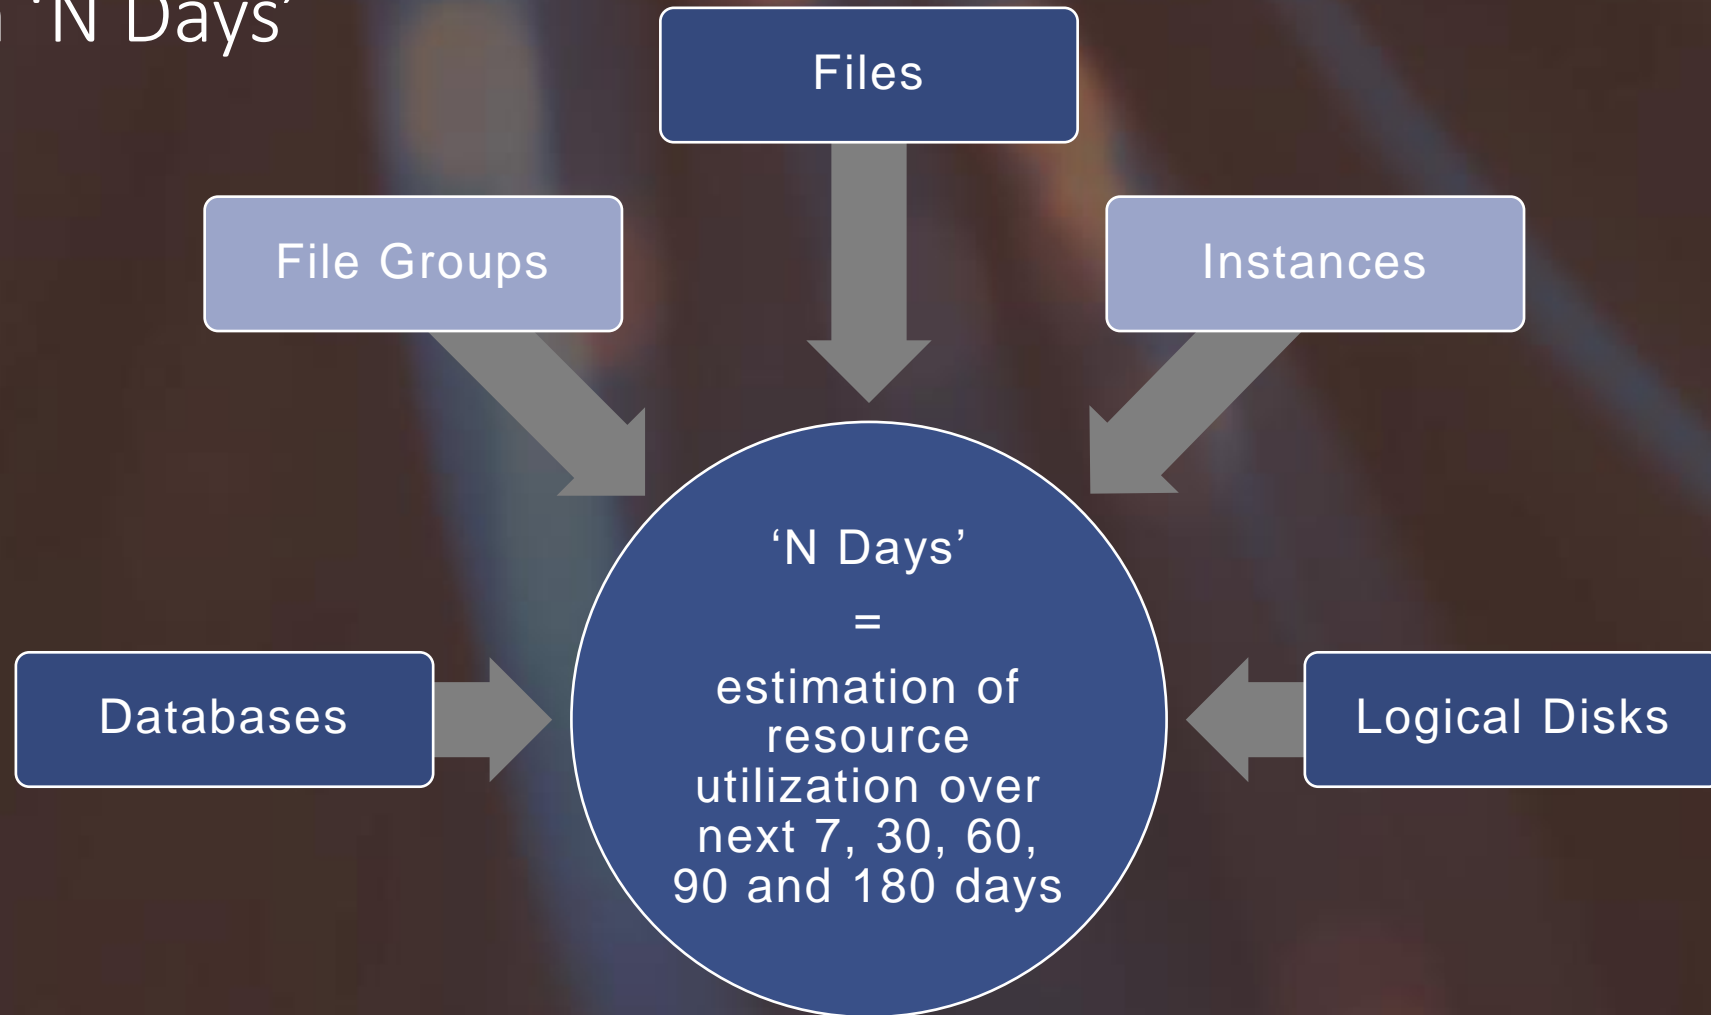 ‘N Days’
Files
File Groups
Instances
Databases
‘N Days’
=
estimation of
resource
utilization over
next 7, 30, 60,
90 and 180 days
Logical Disks